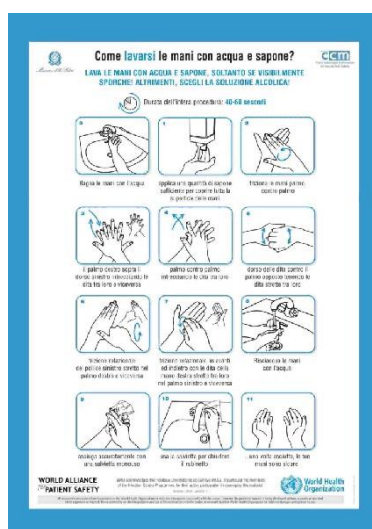 Come lavarsi le mani con acqua e sapone?
ccm
LAVA LE MANI CON ACQUA E SAPONE, SOLTANTO SE VISIBILMENTE
SPORCHE! ALTRIMENTI, SCEGLI LA SOLUZIONE ALCOLICA!
Durata dell'intera procedura: 40-60 secondi
0
1
2
Bagna le mani con l'acqua
applica una quantità di sapone
sufficiente per coprire tutta la
superficie delle mani
friziona le mani palmo
contro palmo
3
4
5
il palmo destro sopra il
dorso sinistro intrecciando le
dita tra loro e viceversa
palmo contro palmo
intrecciando le dita tra loro
dorso delle dita contro il
palmo opposto tenendo le
dita strette tra loro
6
7
8
frizione rotazionale
del pollice sinistro stretto nel
palmo destro e viceversa
frizione rotazionale, in avanti
ed indietro con le dita della
mano destra strette tra loro
nel palmo sinistro e viceversa
Risciacqua le mani
con l'acqua
9
10
11
asciuga accuratamente con
una salvietta monouso
usa la salvietta per chiudere
il rubinetto
una volta asciutte, le tue
mani sono sicure
WORLD ALLIANCE
for PATIENT SAFETY
World Health
Organization